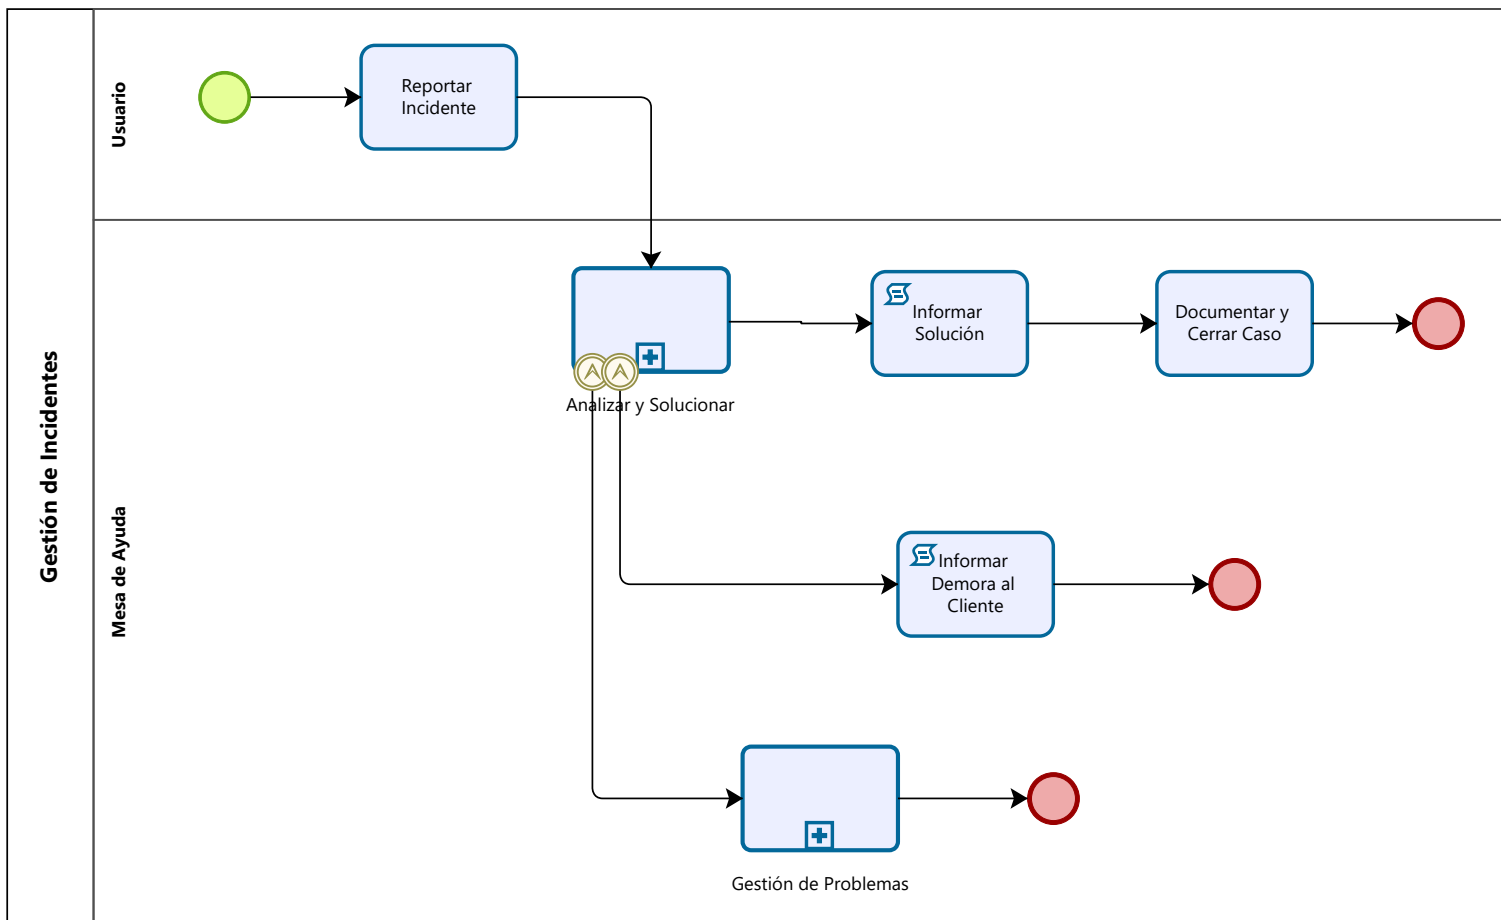 Gestión de Incidentes
Usuario
Reportar
Incidente
Mesa de Ayuda
Analizar y Solucionar
Informar
Solución
Documentar y
Cerrar Caso
Informar
Demora al
Cliente
Gestión de Problemas